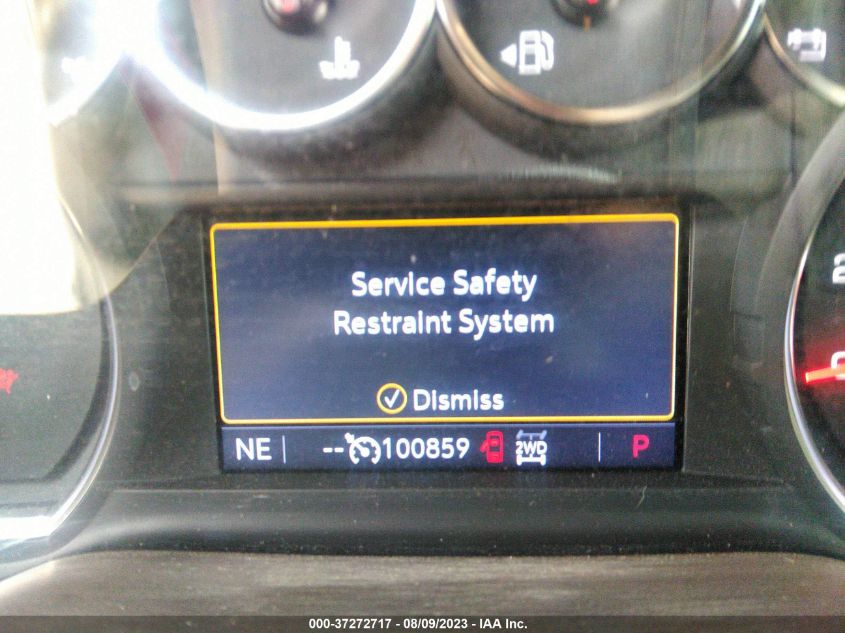 Service Safety
Restraint System
Dismiss
NE -- 100859 2WD P
000-37272717 - 08/09/2023 - IAA Inc.